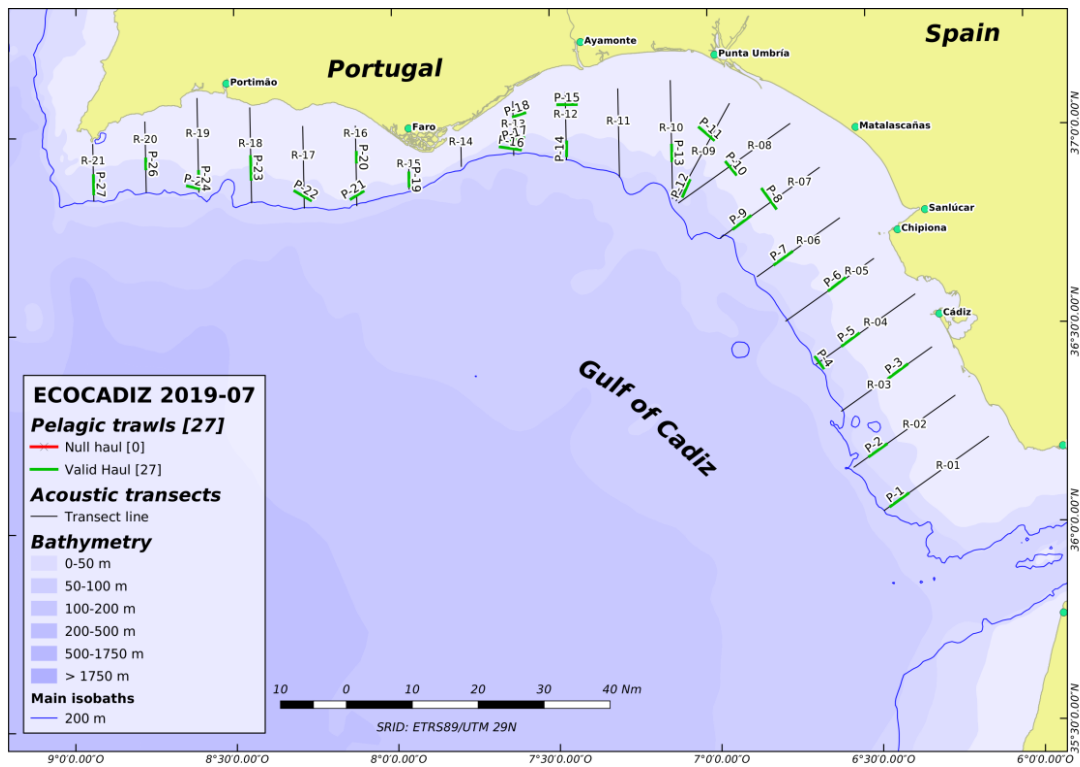 Spain
Portugal
Ayamonte
Punta Umbría
Portimão
Faro
Matalascañas
Sanlúcar
Chipiona
Cádiz
Gulf of Cadiz
R-21
R-20
R-19
R-18
R-17
R-16
R-15
R-14
R-12
R-11
R-10
R-09
R-08
R-07
R-06
R-05
R-04
R-03
R-02
R-01
P-27
P-26
P-24
P-23
P-22
P-20
P-21
P-19
P-18
P-17
P-16
P-15
P-14
P-13
P-12
P-11
P-10
P-9
P-8
P-7
P-6
P-5
P-4
P-3
P-2
P-1
ECOCADIZ 2019-07
Pelagic trawls [27]
Null haul [0]
Valid Haul [27]
Acoustic transects
Transect line
Bathymetry
0-50 m
50-100 m
100-200 m
200-500 m
500-1750 m
> 1750 m
Main isobaths
200 m
10 0 10 20 30 40 Nm
SRID: ETRS89/UTM 29N
37°0'0.00"N
36°30'0.00"N
36°0'0.00"N
35°30'0.00"N
9°0'0.00"O 8°30'0.00"O 8°0'0.00"O 7°30'0.00"O 7°0'0.00"O 6°30'0.00"O 6°0'0.00"O